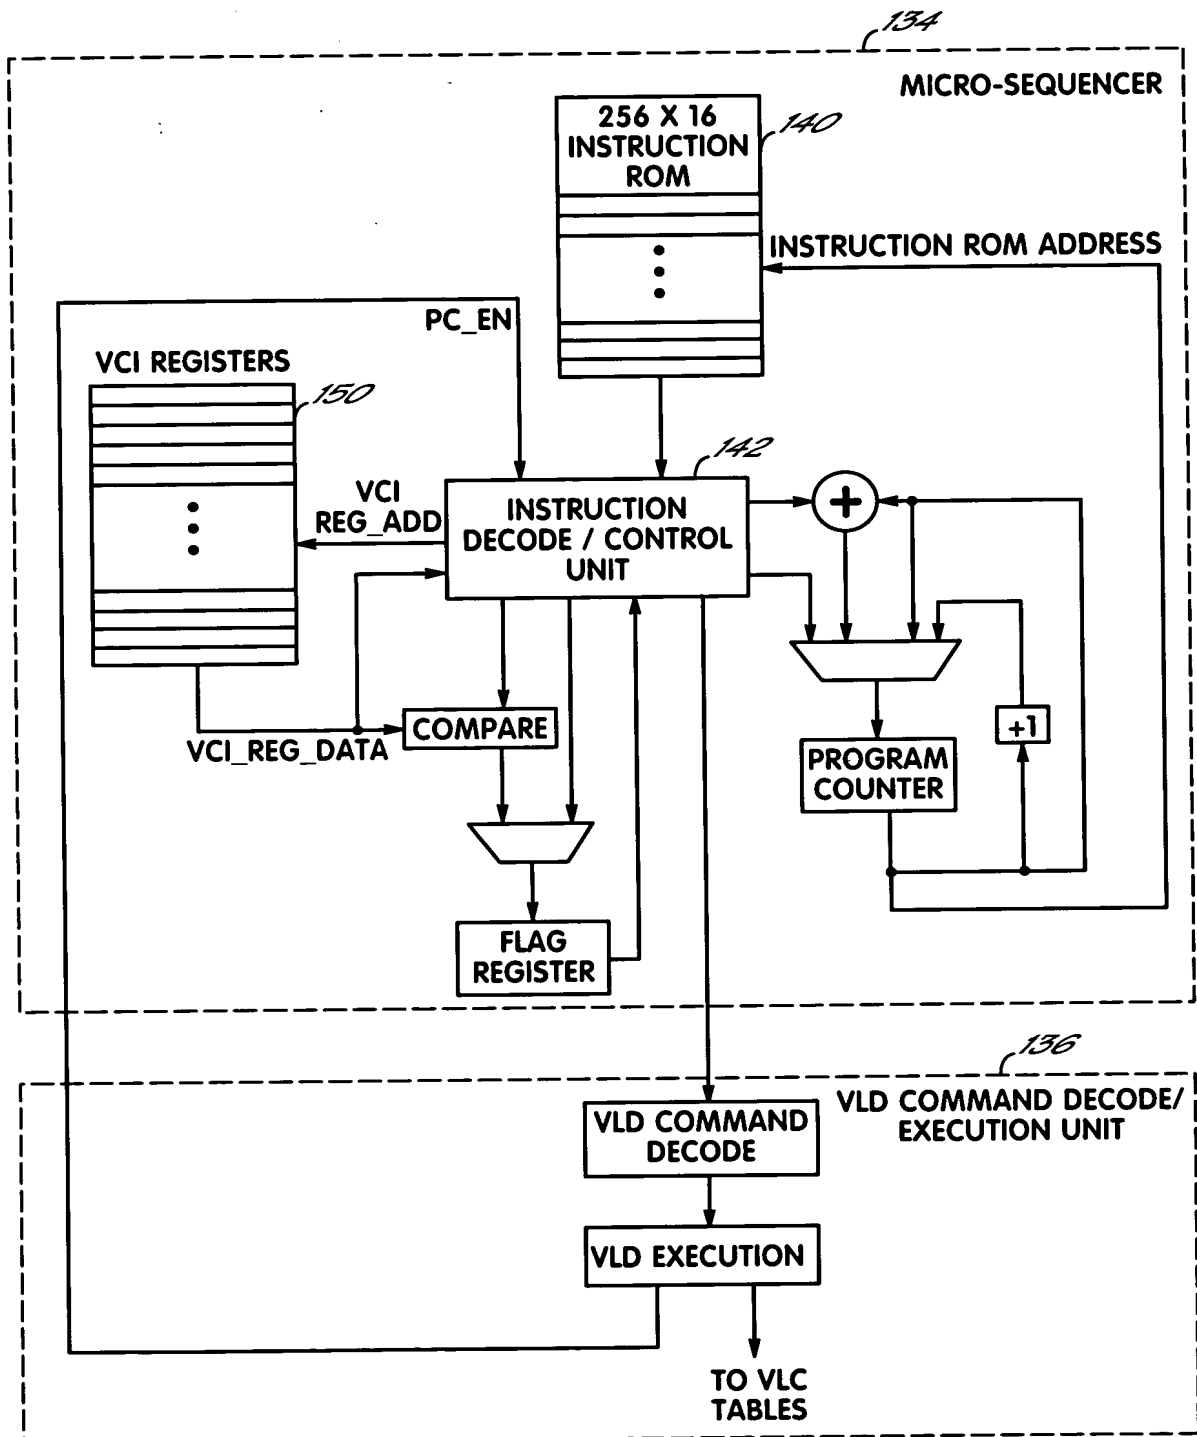 134
MICRO-SEQUENCER
256 X 16
INSTRUCTION
ROM
140
INSTRUCTION ROM ADDRESS
PC_EN
VCI REGISTERS
150
142
VCI
REG_ADD
INSTRUCTION
DECODE / CONTROL
UNIT
+
COMPARE
VCI_REG_DATA
+1
PROGRAM
COUNTER
FLAG
REGISTER
136
VLD COMMAND DECODE/
EXECUTION UNIT
VLD COMMAND
DECODE
VLD EXECUTION
TO VLC
TABLES